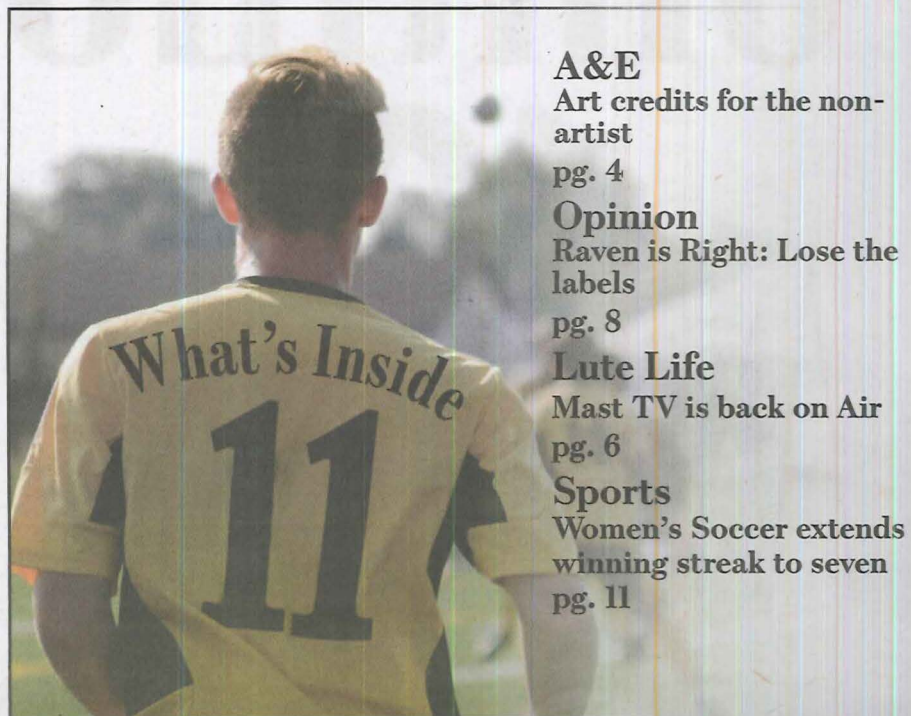 What's Inside
11
A&E
Art credits for the non-
artist
pg. 4
Opinion
Raven is Right: Lose the
labels
pg. 8
Lute Life
Mast TV is back on Air
pg. 6
Sports
Women's Soccer extends
winning streak to seven
pg. 11